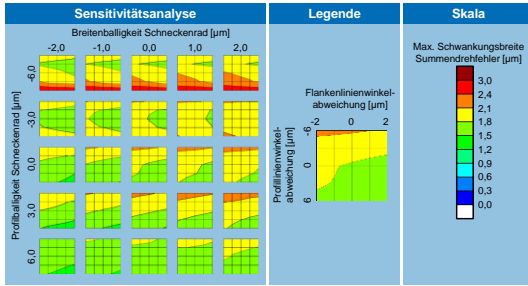 Sensitivitätsanalyse
Breitenballigkeit Schneckenrad [µm]
-2,0 -1,0 0,0 1,0 2,0
Profilballigkeit Schneckenrad [µm]
-6,0
-3,0
0,0
3,0
6,0
Legende
Flankenlinienwinkel-
abweichung [µm]
-2 0 2
Profillinienwinkel-
abweichung [µm]
-6
0
6
Skala
Max. Schwankungsbreite
Summendrehfehler [µm]
3,0
2,4
2,1
1,8
1,5
1,2
0,9
0,6
0,3
0,0